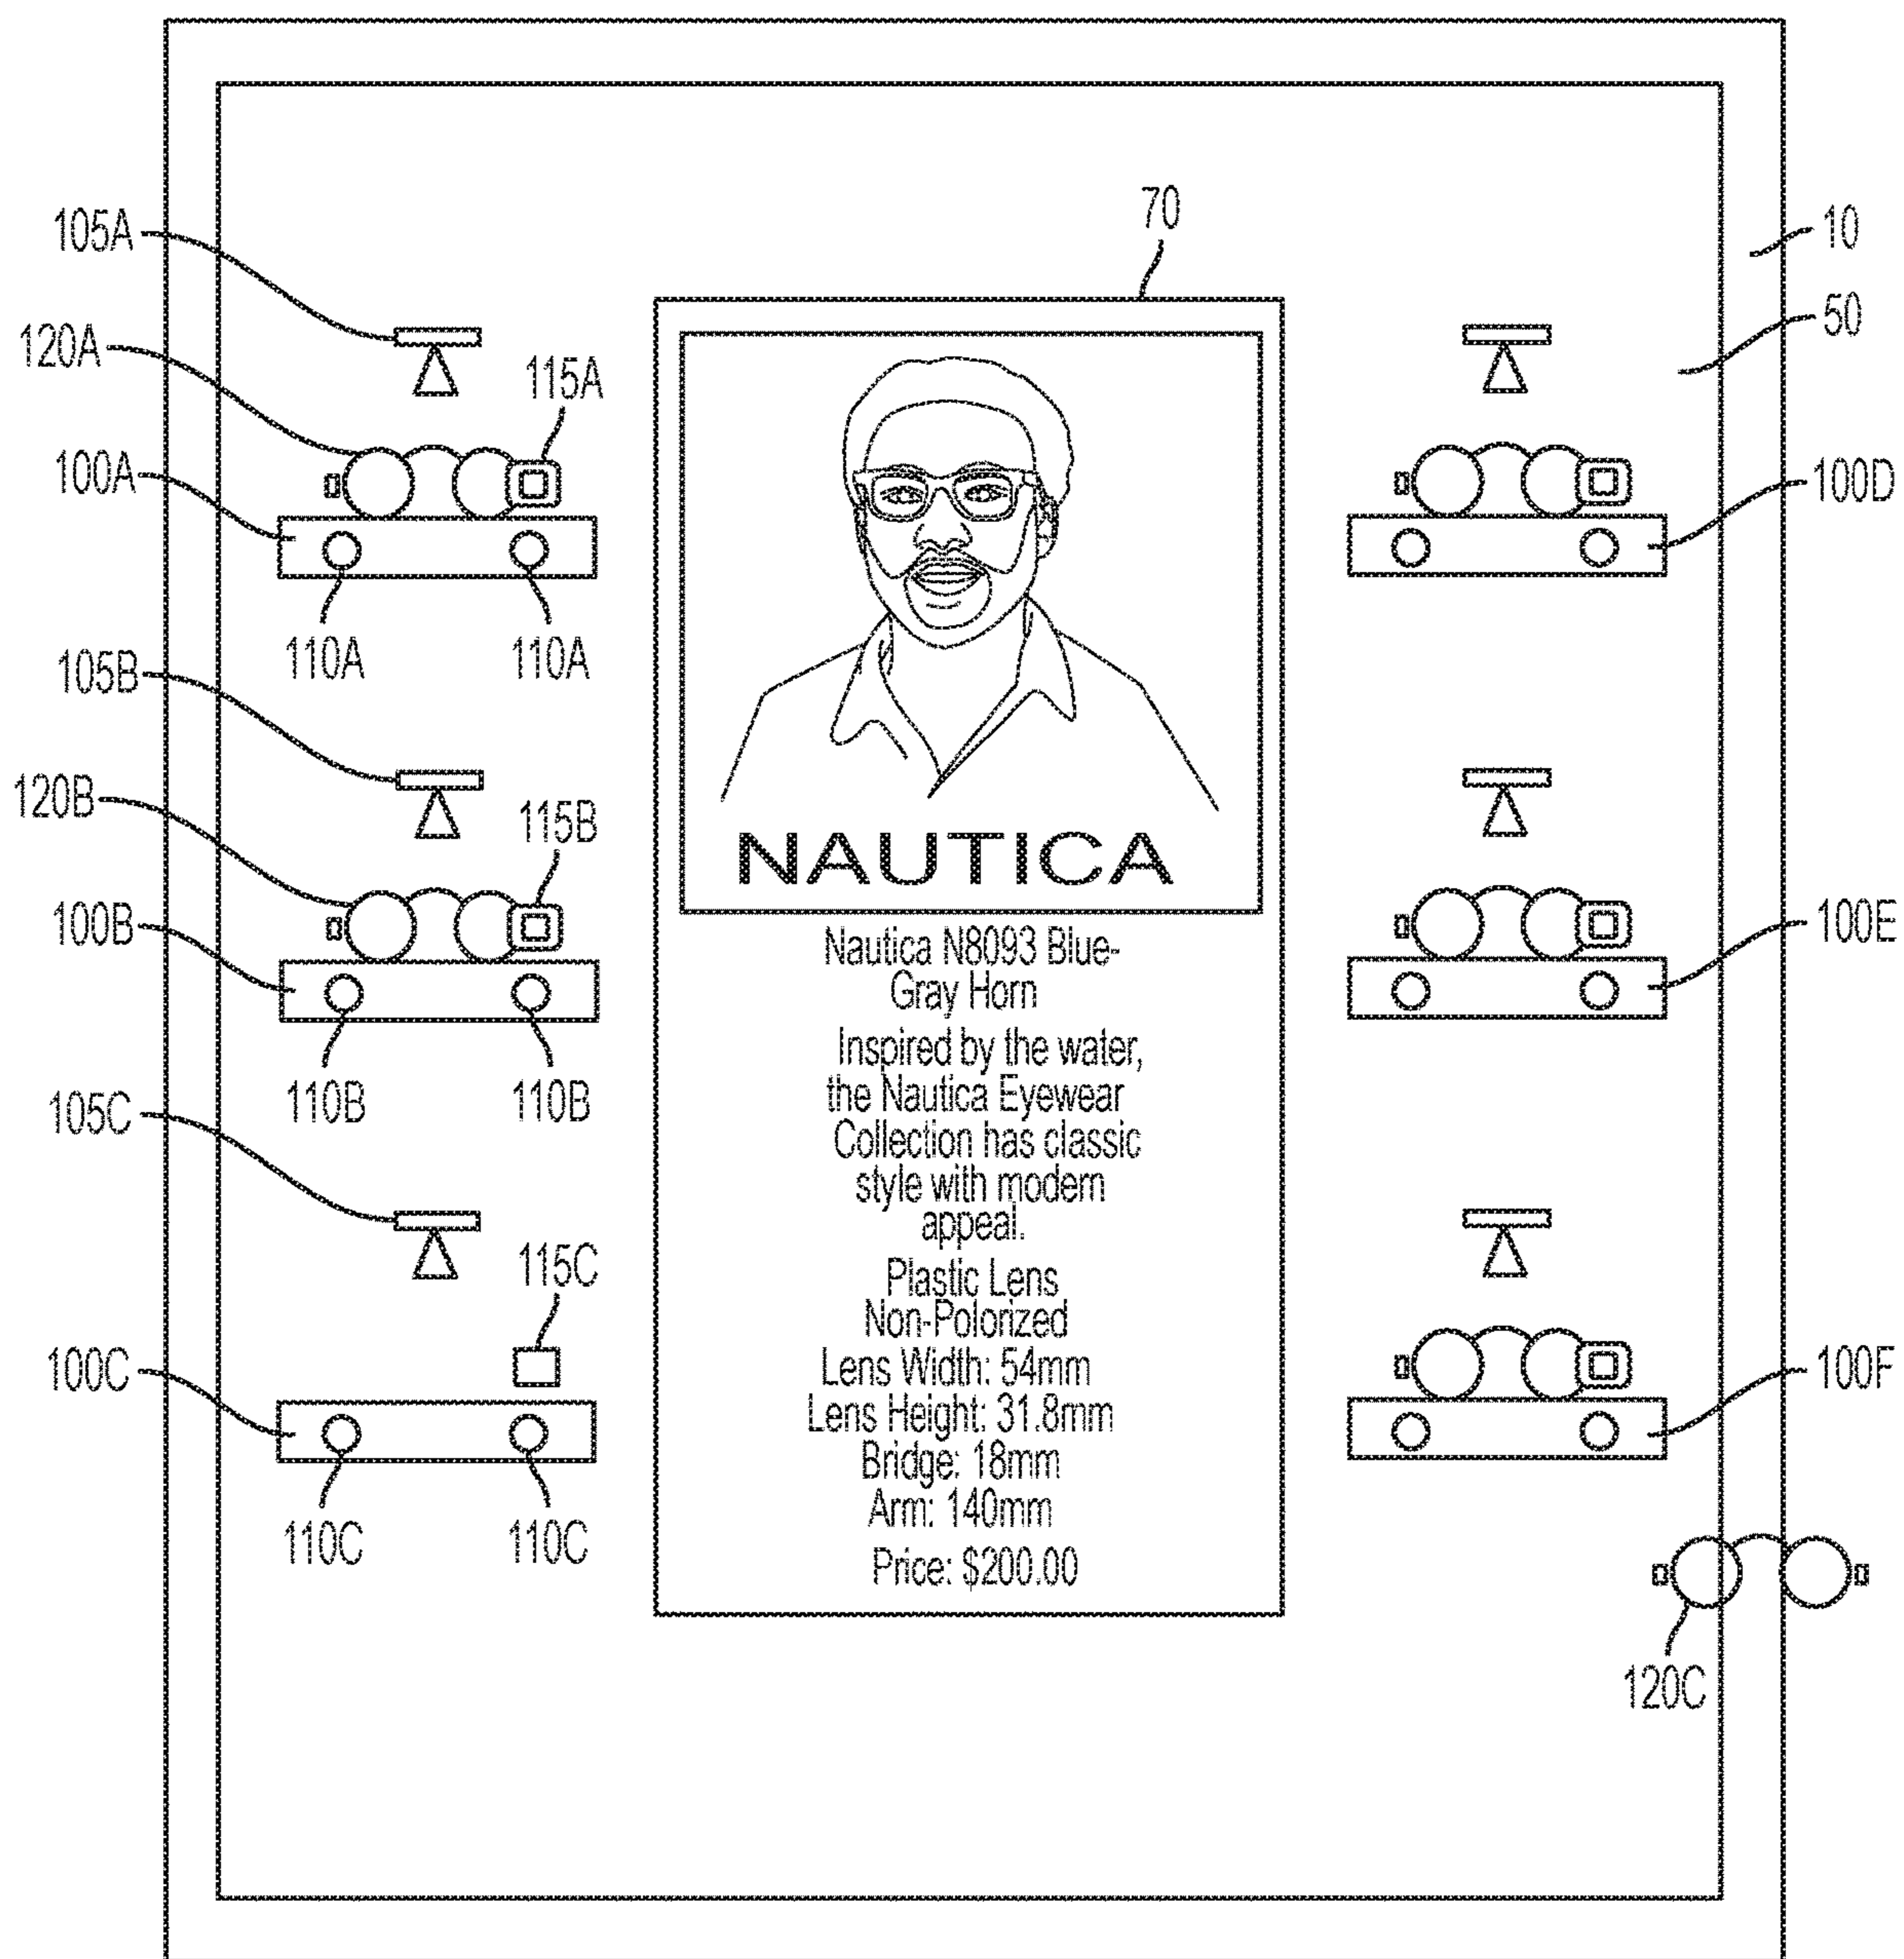 70
10
105A
50
120A
115A
100A
100D
110A
110A
105B
120B
115B
NAUTICA
100B
100E
Nautica N8093 Blue-
Gray Horn
Inspired by the water,
the Nautica Eyewear
Collection has classic
style with modern
appeal.
110B
110B
105C
115C
Plastic Lens
Non-Polorized
Lens Width: 54mm
Lens Height: 31.8mm
Bridge: 18mm
Arm: 140mm
Price: $200.00
100C
100F
110C
110C
120C